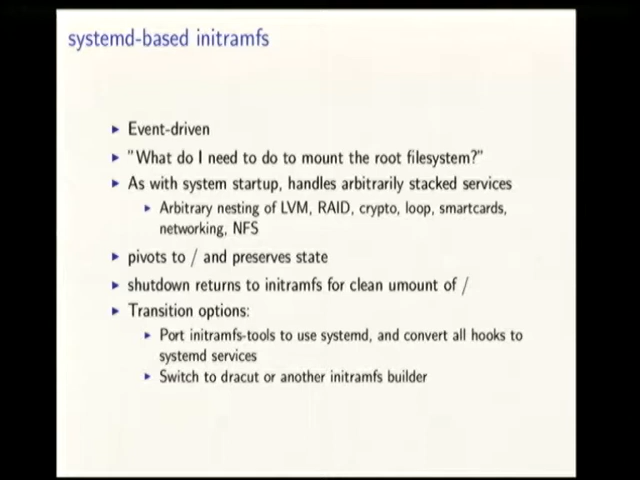 systemd-based initramfs
Event-driven
"What do I need to do to mount the root filesystem?"
As with system startup, handles arbitrarily stacked services
Arbitrary nesting of LVM, RAID, crypto, loop, smartcards,
networking, NFS
pivots to / and preserves state
shutdown returns to initramfs for clean umount of /
Transition options:
Port initramfs-tools to use systemd, and convert all hooks to
systemd services
Switch to dracut or another initramfs builder